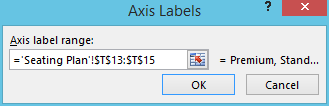 Axis Labels
Axis label range:
='Seating Plan'!$T$13:$T$15 = Premium, Stand...
OK Cancel